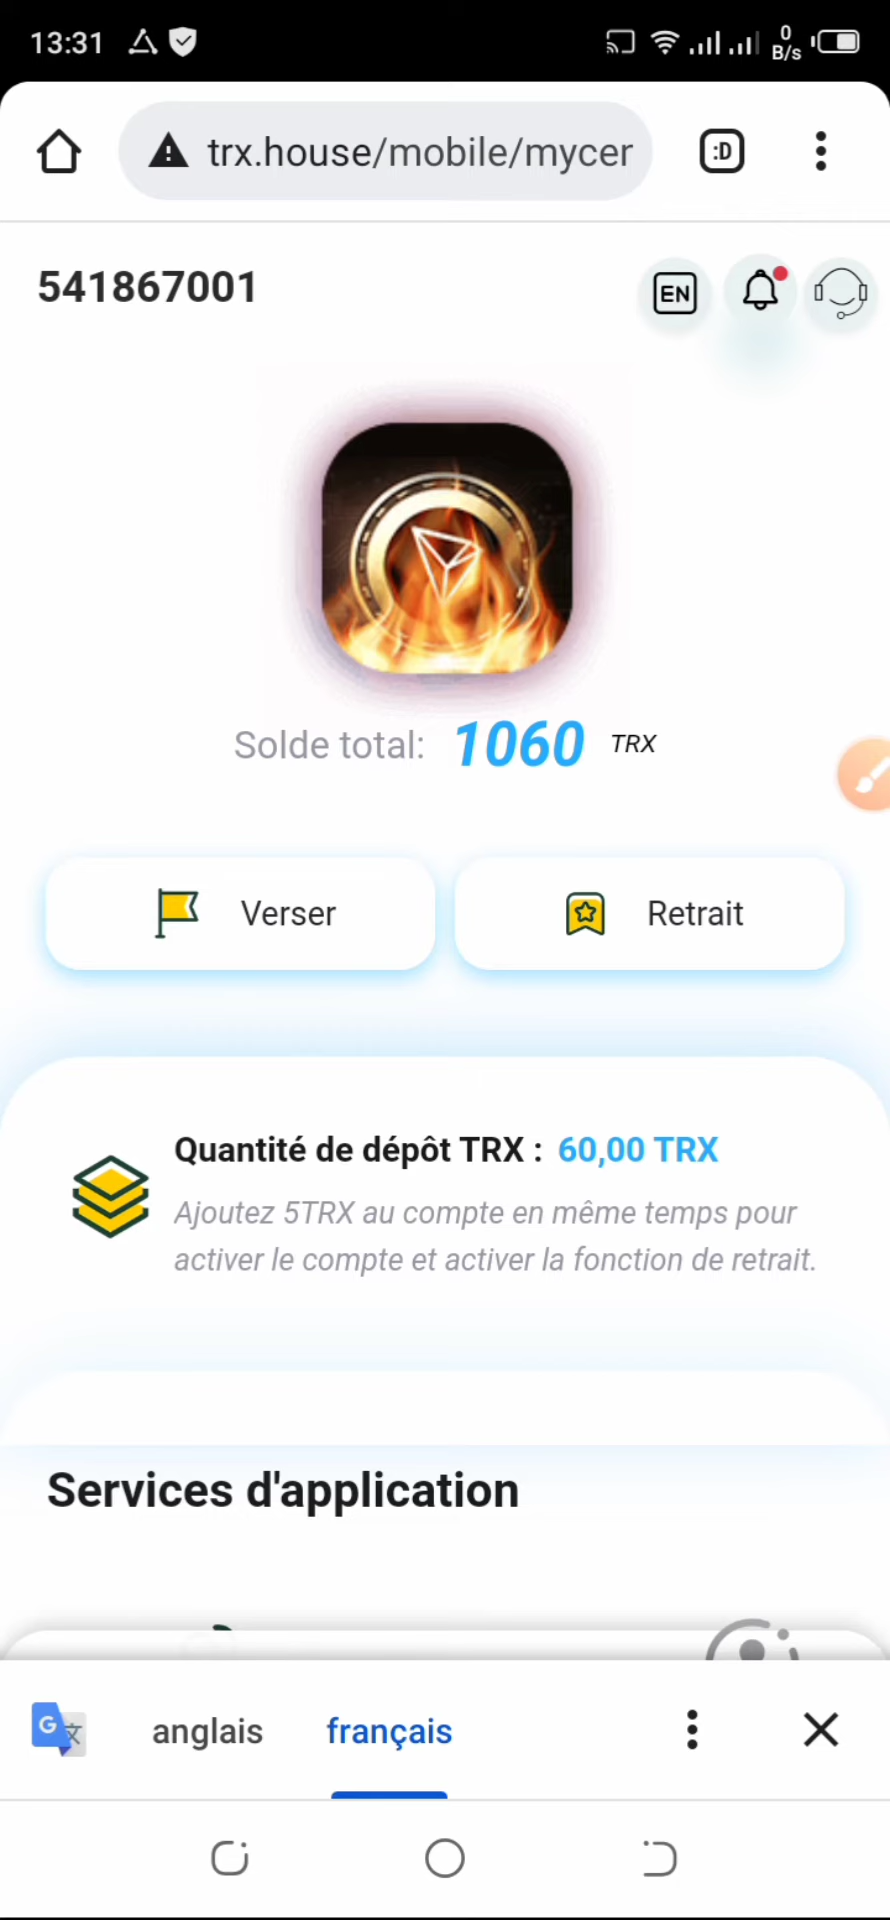 13:31
0
B/s
trx.house/mobile/mycer
:D
541867001
EN
Solde total: 1060 TRX
Verser
Retrait
Quantité de dépôt TRX : 60,00 TRX
Ajoutez 5TRX au compte en même temps pour
activer le compte et activer la fonction de retrait.
Services d'application
G 文
anglais
français